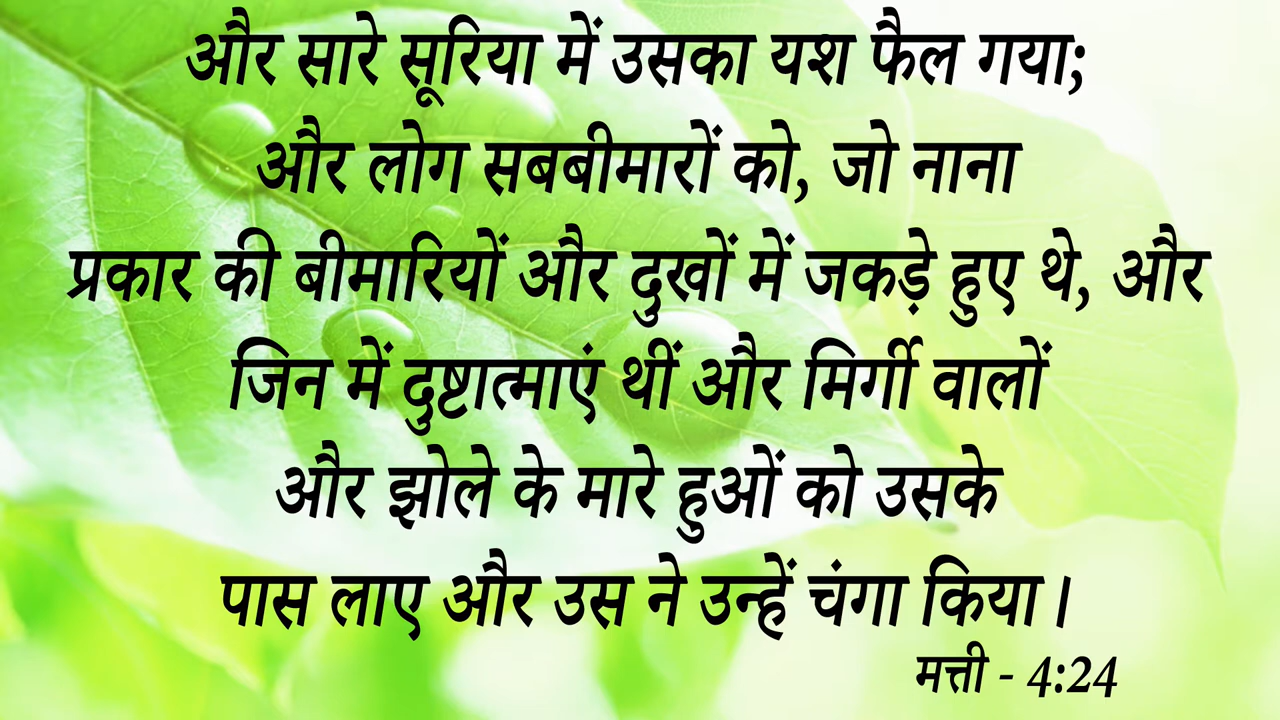 और सारे सूरिया में उसका यश फैल गया;
और लोग सबबीमारों को, जो नाना
प्रकार की बीमारियों और दुखों में जकड़े हुए थे, और
जिन में दुष्टात्माएं थीं और मिर्गी वालों
और झोले के मारे हुओं को उसके
पास लाए और उस ने उन्हें चंगा किया।
मत्ती - 4:24